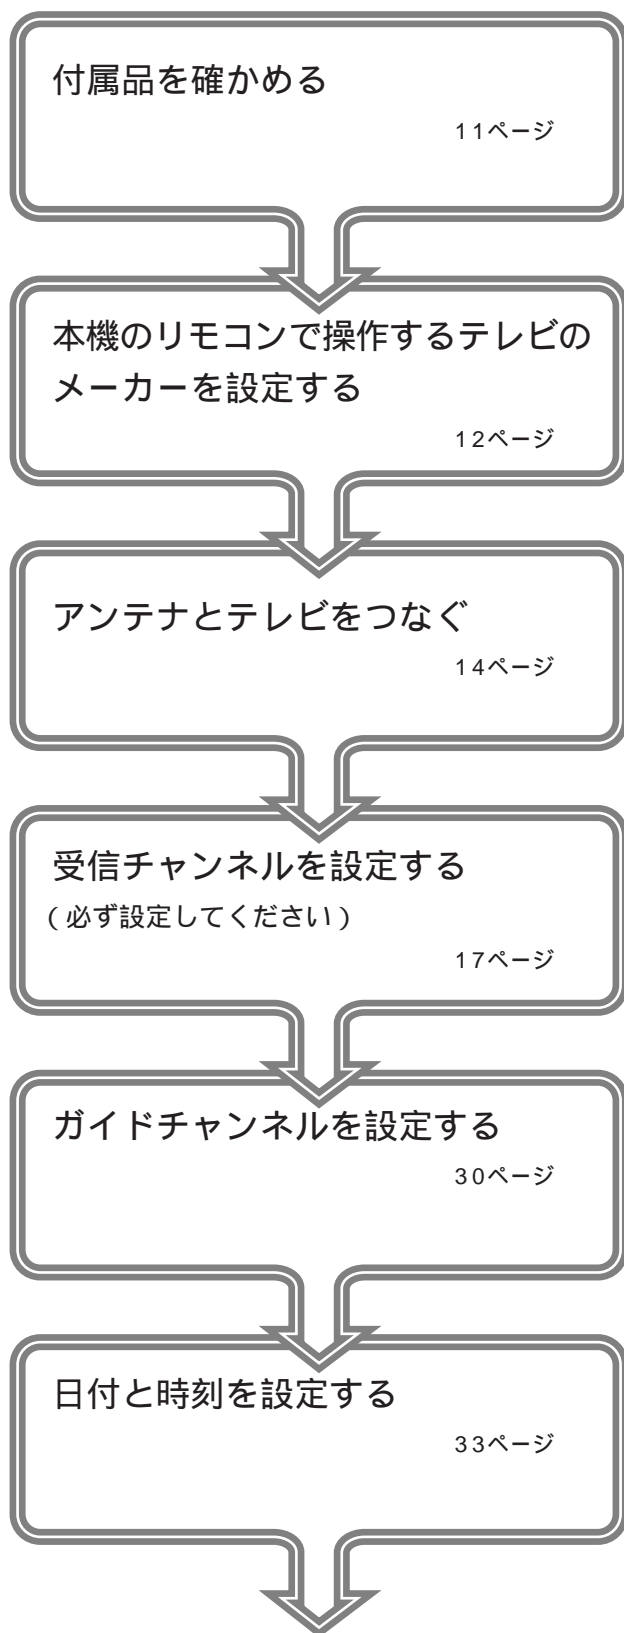 付属品を確かめる
11ページ
本機のリモコンで操作するテレビの
メーカーを設定する
12ページ
アンテナとテレビをつなぐ
14ページ
受信チャンネルを設定する
（必ず設定してください）
17ページ
ガイドチャンネルを設定する
30ページ
日付と時刻を設定する
33ページ